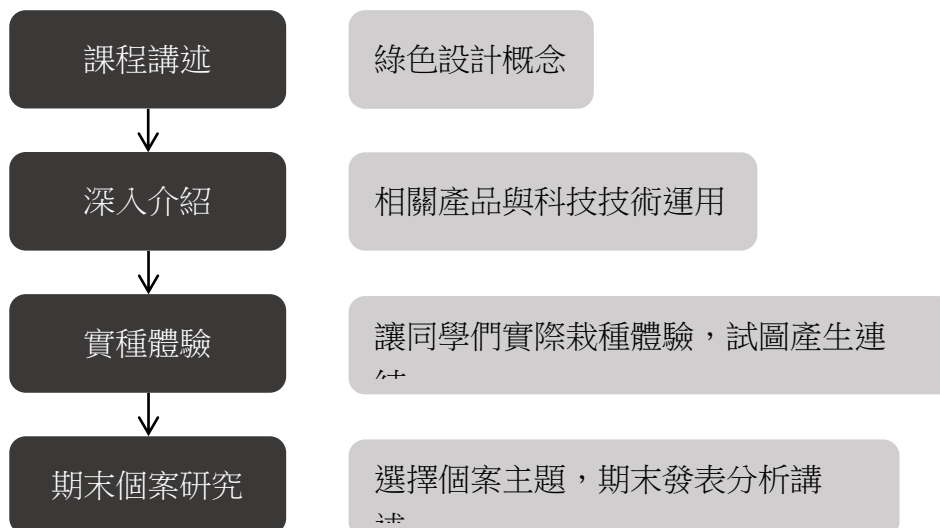 課程講述
綠色設計概念
深入介紹
相關產品與科技技術運用
實種體驗
讓同學們實際栽種體驗，試圖產生連
期末個案研究
選擇個案主題，期末發表分析講